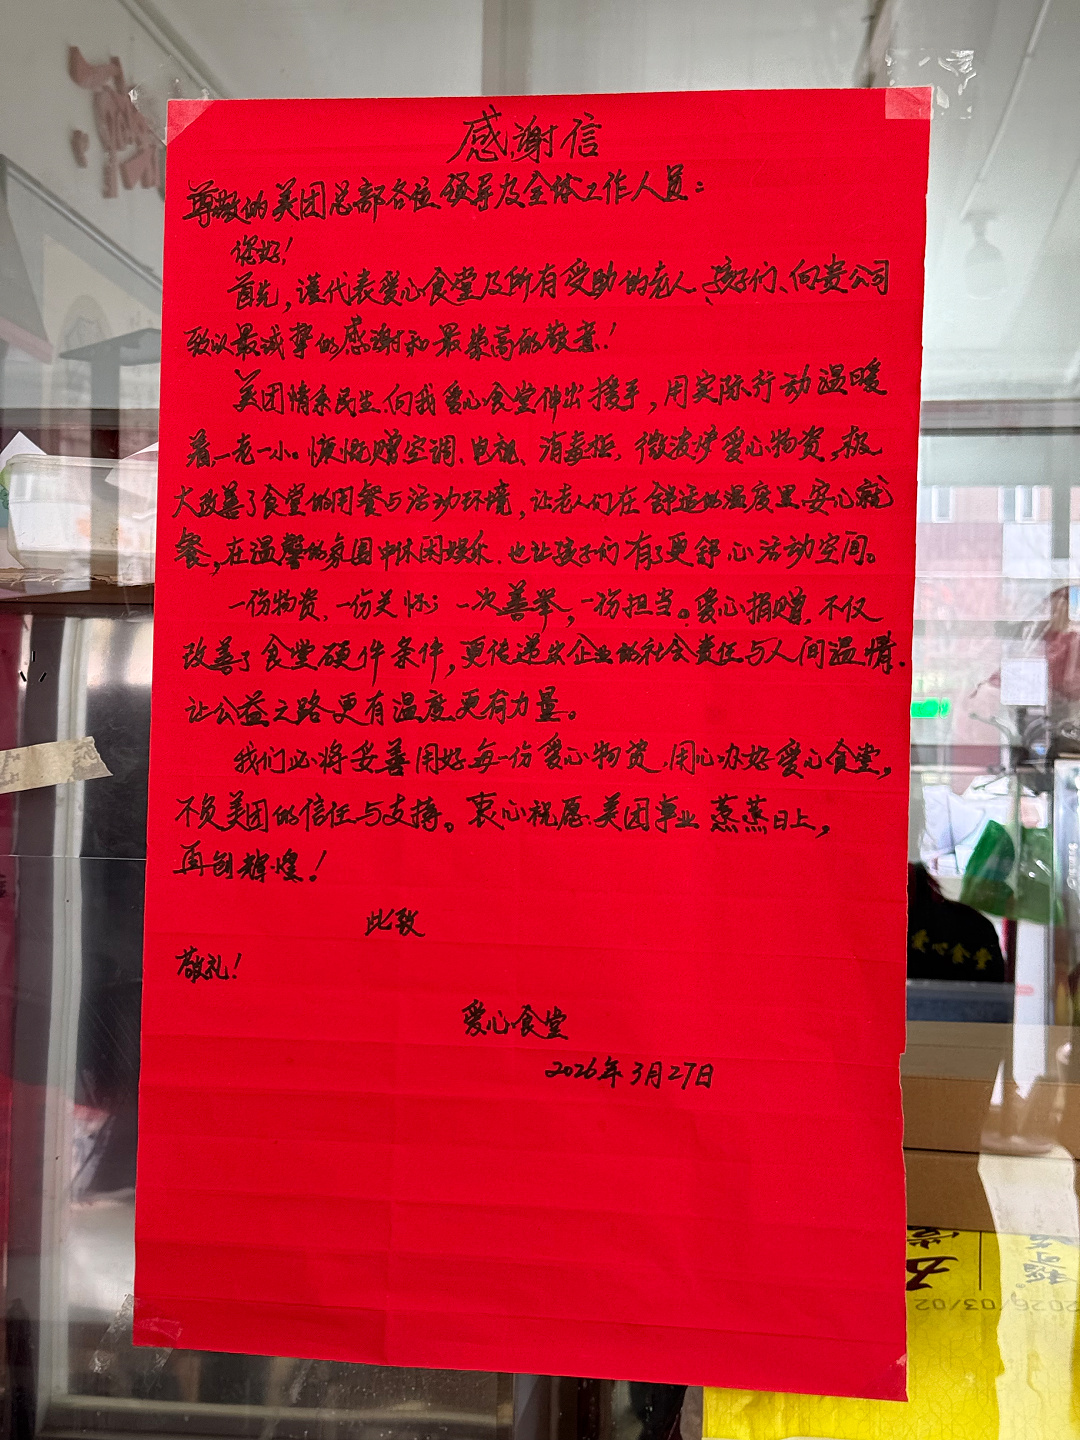 感谢信
尊敬的美团总部各位领导及全体工作人员：
您好！
首先，谨代表爱心食堂及所有受助的老人、孩子们、向贵公司
致以最诚挚的感谢和最崇高的敬意！
美团情系民生、向我爱心食堂伸出援手，用实际行动温暖
着一老一小。慷慨赠空调、电视、消毒柜、微波炉爱心物资，极
大改善了食堂的用餐与活动环境，让老人们在舒适的温度里安心就
餐，在温馨的氛围中休闲娱乐，也让孩子们有了更舒心活动空间。
一份物资，一份关怀；一次善举，一份担当。爱心捐赠，不仅
改善了食堂硬件条件，更传递出企业的社会责任与人间温情，
让公益之路更有温度，更有力量。
我们必将妥善用好每一份爱心物资，用心办好爱心食堂，
不负美团的信任与支持。衷心祝愿美团事业蒸蒸日上，
再创辉煌！
此致
敬礼！
爱心食堂
2026年3月27日
爱心食堂
2026/03/02